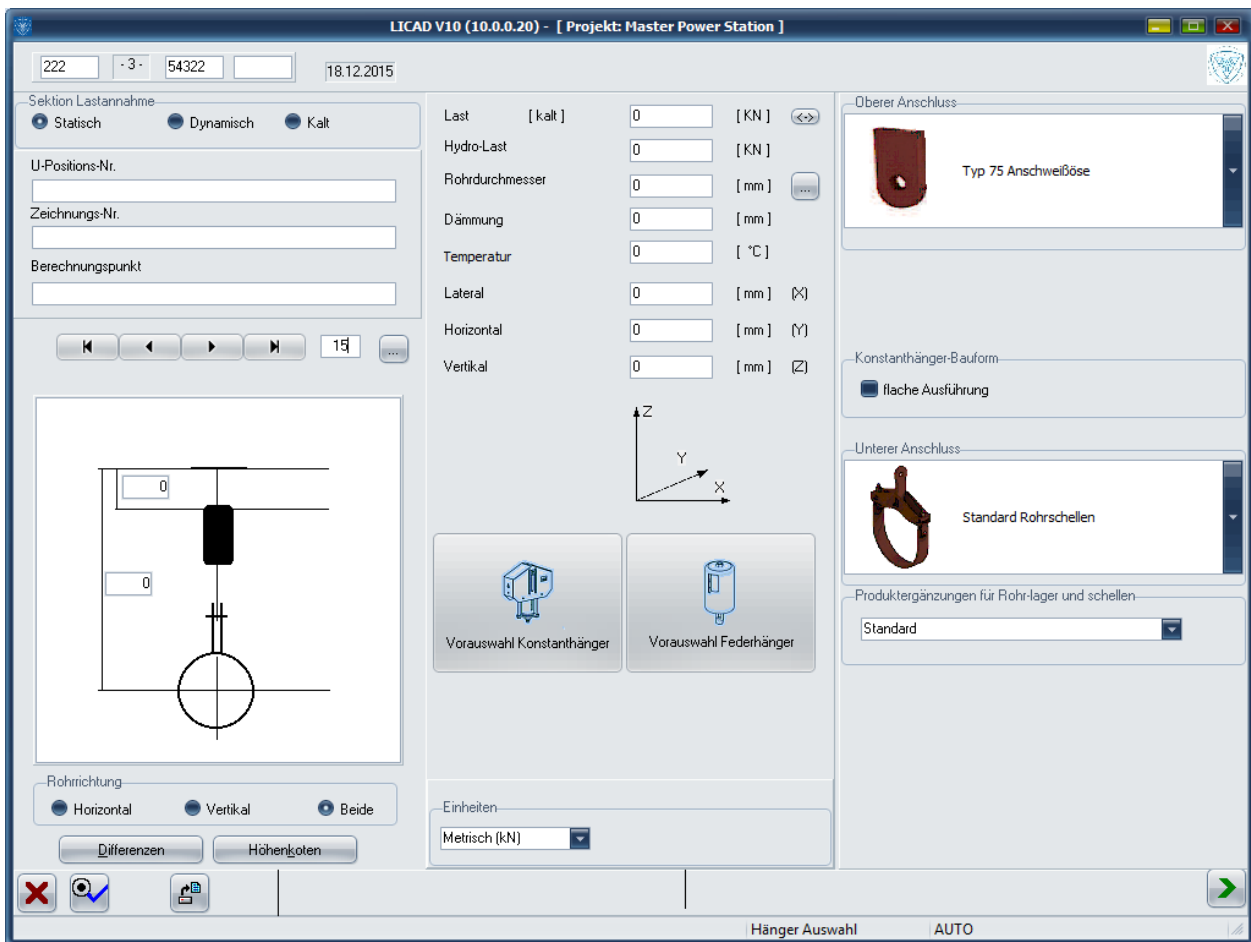 LICAD V10 (10.0.0.20) - [ Projekt: Master Power Station ]
222 - 3 - 54322 18.12.2015
Sektion Lastannahme
Statisch Dynamisch Kalt
U-Positions-Nr.
Zeichnungs-Nr.
Berechnungspunkt
15 ...
0
0
Rohrrichtung
Horizontal Vertikal Beide
Differenzen Höhenkoten
Last [ kalt ] 0 [ KN ] <->
Hydro-Last 0 [ KN ]
Rohrdurchmesser 0 [ mm ] ...
Dämmung 0 [ mm ]
Temperatur 0 [ °C ]
Lateral 0 [ mm ] (X)
Horizontal 0 [ mm ] (Y)
Vertikal 0 [ mm ] (Z)
Z
Y
X
Vorauswahl Konstanthänger Vorauswahl Federhänger
Einheiten
Metrisch (kN)
Oberer Anschluss
Typ 75 Anschweißöse
Konstanthänger-Bauform
flache Ausführung
Unterer Anschluss
Standard Rohrschellen
Produktergänzungen für Rohr-lager und schellen
Standard
Hänger Auswahl AUTO